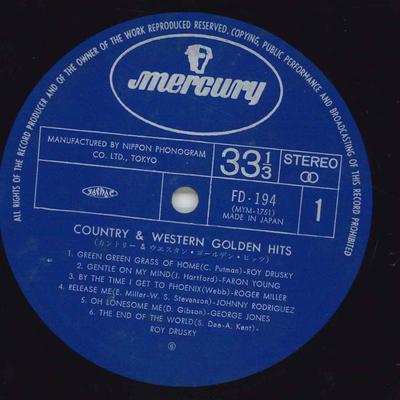 ALL RIGHTS OF THE RECORD PRODUCER AND OF THE OWNER OF THE WORK REPRODUCED RESERVED, COPYING, PUBLIC PERFORMANCE AND BROADCASTING OF THIS RECORD PROHIBITED
mercury
MANUFACTURED BY NIPPON PHONOGRAM
CO. LTD., TOKYO
33 1/3
STEREO
FD-194
(MYM-1751)
MADE IN JAPAN
1
COUNTRY & WESTERN GOLDEN HITS
(カントリー&ウエスタン・ゴールデン・ヒッツ)
1. GREEN GREEN GRASS OF HOME(C. Putman)-ROY DRUSKY
2. GENTLE ON MY MIND(J. Hartford)-FARON YOUNG
3. BY THE TIME I GET TO PHOENIX(Webb)-ROGER MILLER
4. RELEASE ME(E. Miller-W. S. Stevenson)-JOHNNY RODRIGUEZ
5. OH LONESOME ME(D. Gibson)-GEORGE JONES
6. THE END OF THE WORLD(S. Dee-A. Kent)-
ROY DRUSKY